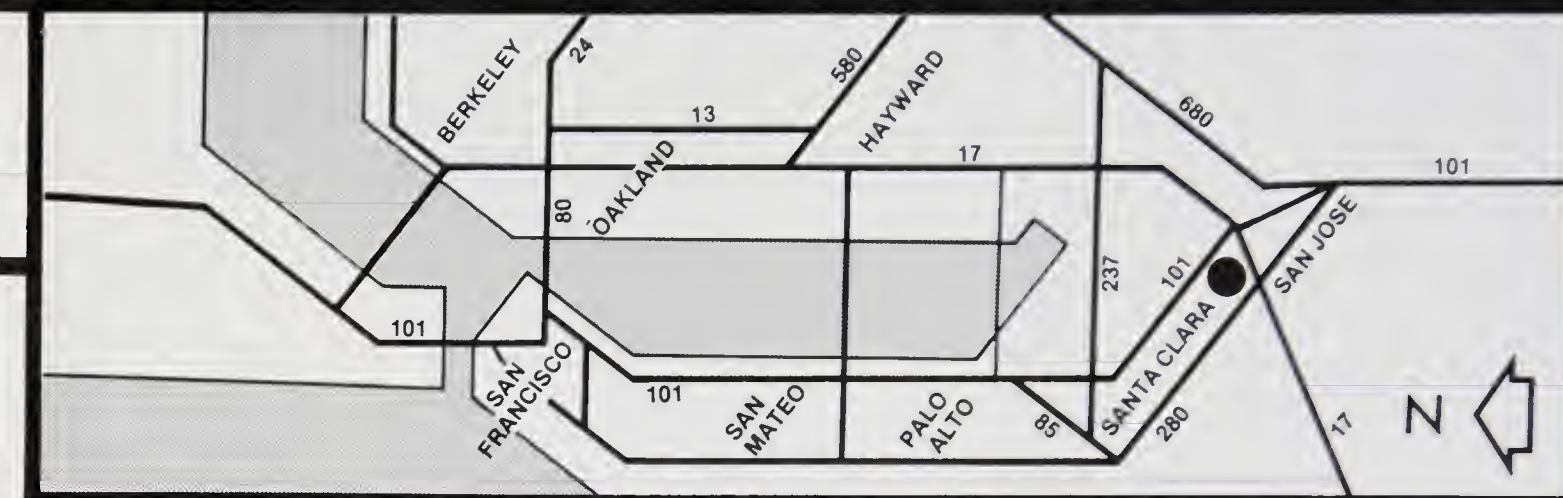 BERKELEY
24
580
HAYWARD
13
680
OAKLAND
17
101
80
SAN JOSE
237
101
101
SANTA CLARA
SAN
FRANCISCO
101
SAN
MATEO
PALO
ALTO
85
280
17
N